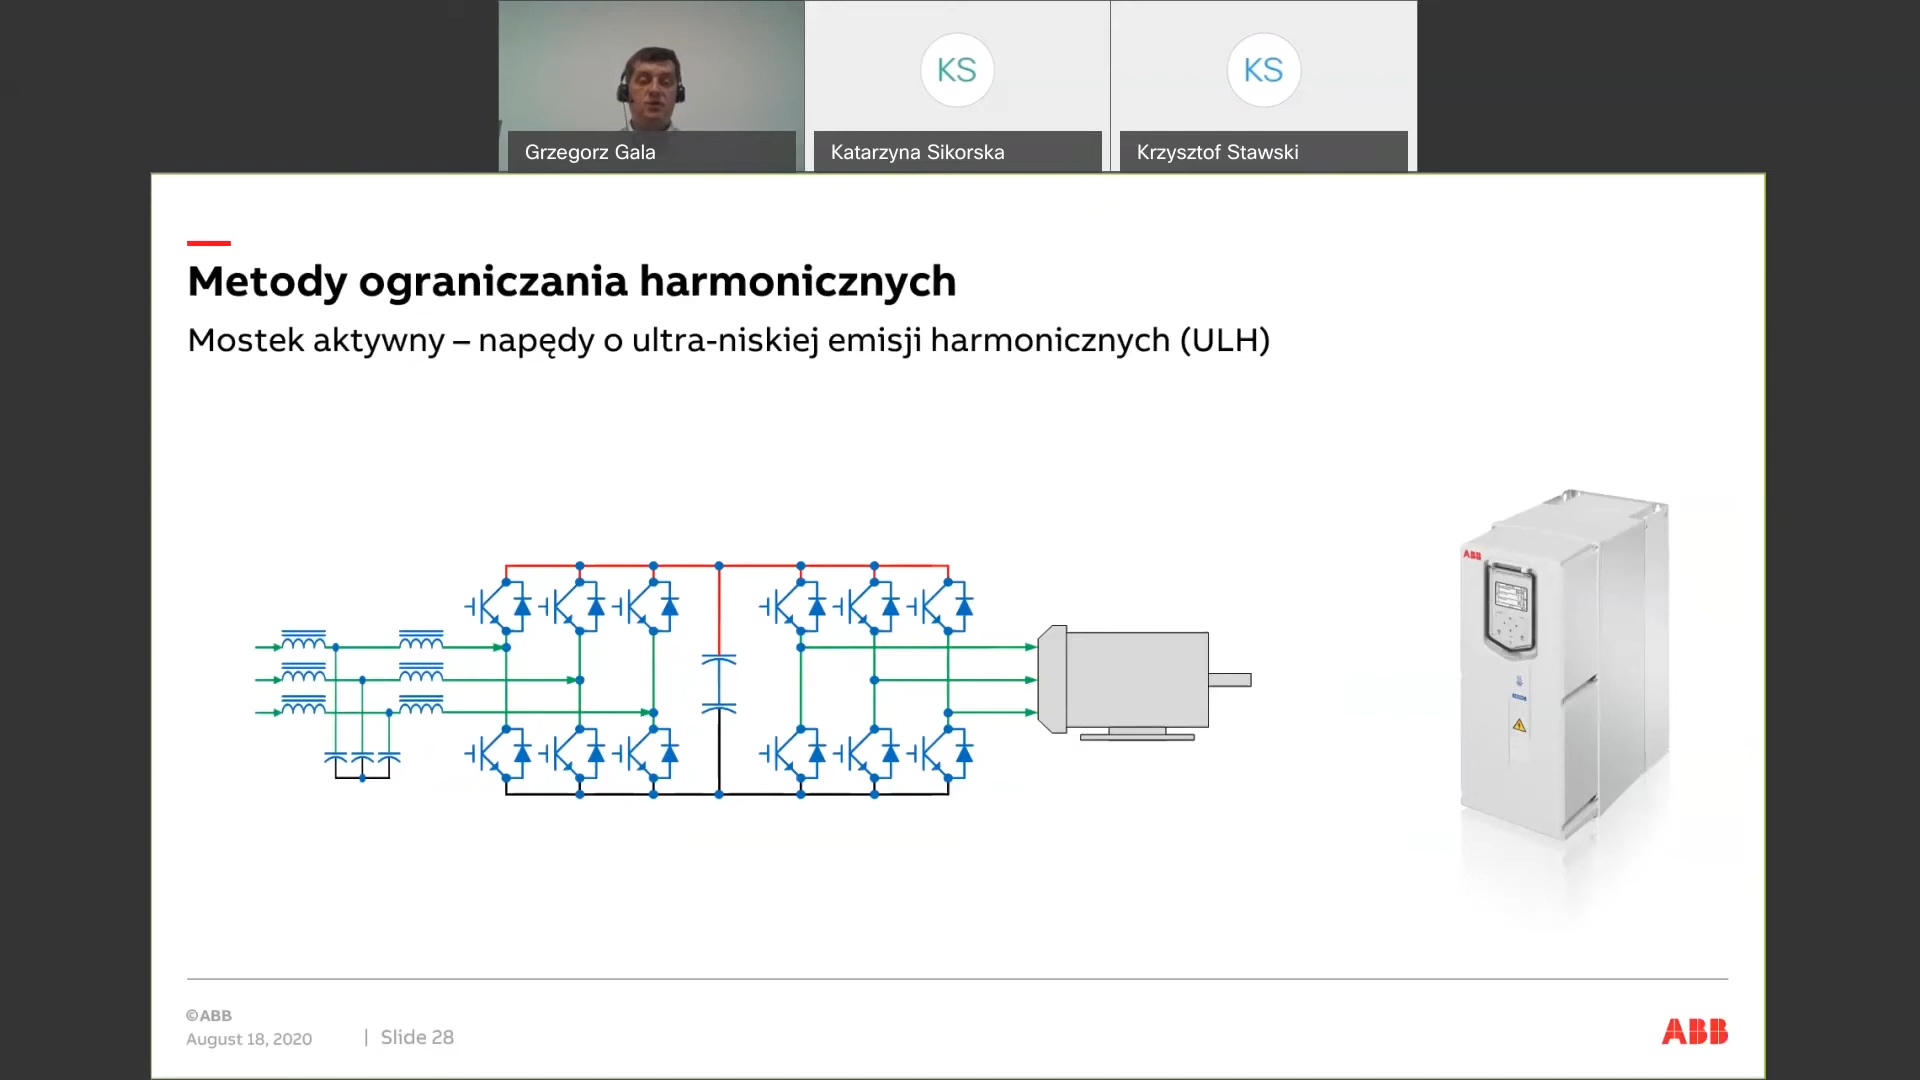 KS
KS
Grzegorz Gala
Katarzyna Sikorska
Krzysztof Stawski
Metody ograniczania harmonicznych
Mostek aktywny – napędy o ultra-niskiej emisji harmonicznych (ULH)
ABB
©ABB
August 18, 2020
| Slide 28
ABB